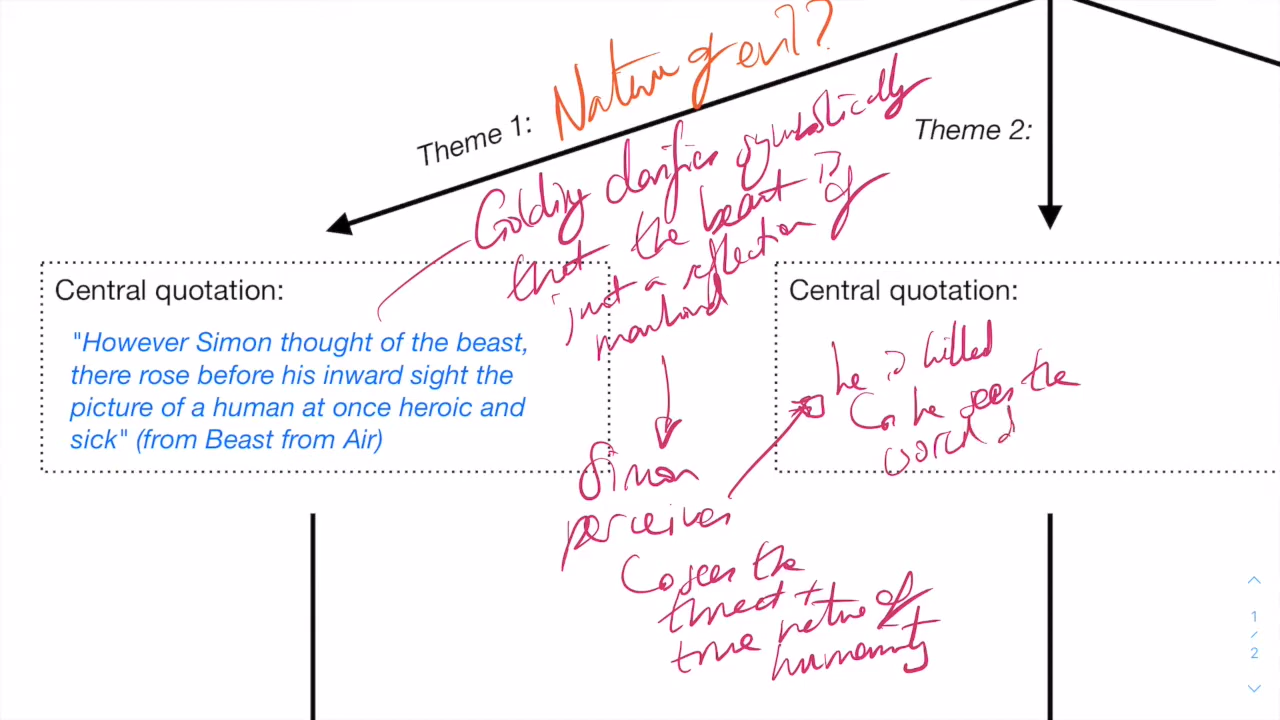 Nature of evil?
Theme 1:
Theme 2:
Golding clarifies symbolically
that the beast is
just a reflection of
mankind
Central quotation:
"However Simon thought of the beast,
there rose before his inward sight the
picture of a human at once heroic and
sick" (from Beast from Air)
Simon
perceives
sees the
threat +
true nature of
humanity
Central quotation:
he is killed
he sees the
world
1
/
2